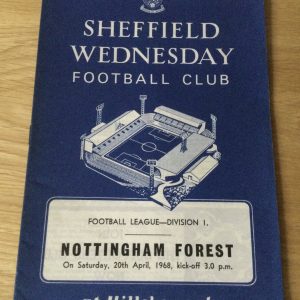 SHEFFIELD
WEDNESDAY
FOOTBALL CLUB
FOOTBALL LEAGUE—DIVISION 1.
NOTTINGHAM FOREST
On Saturday, 20th April, 1968, kick-off 3.0 p.m.
at